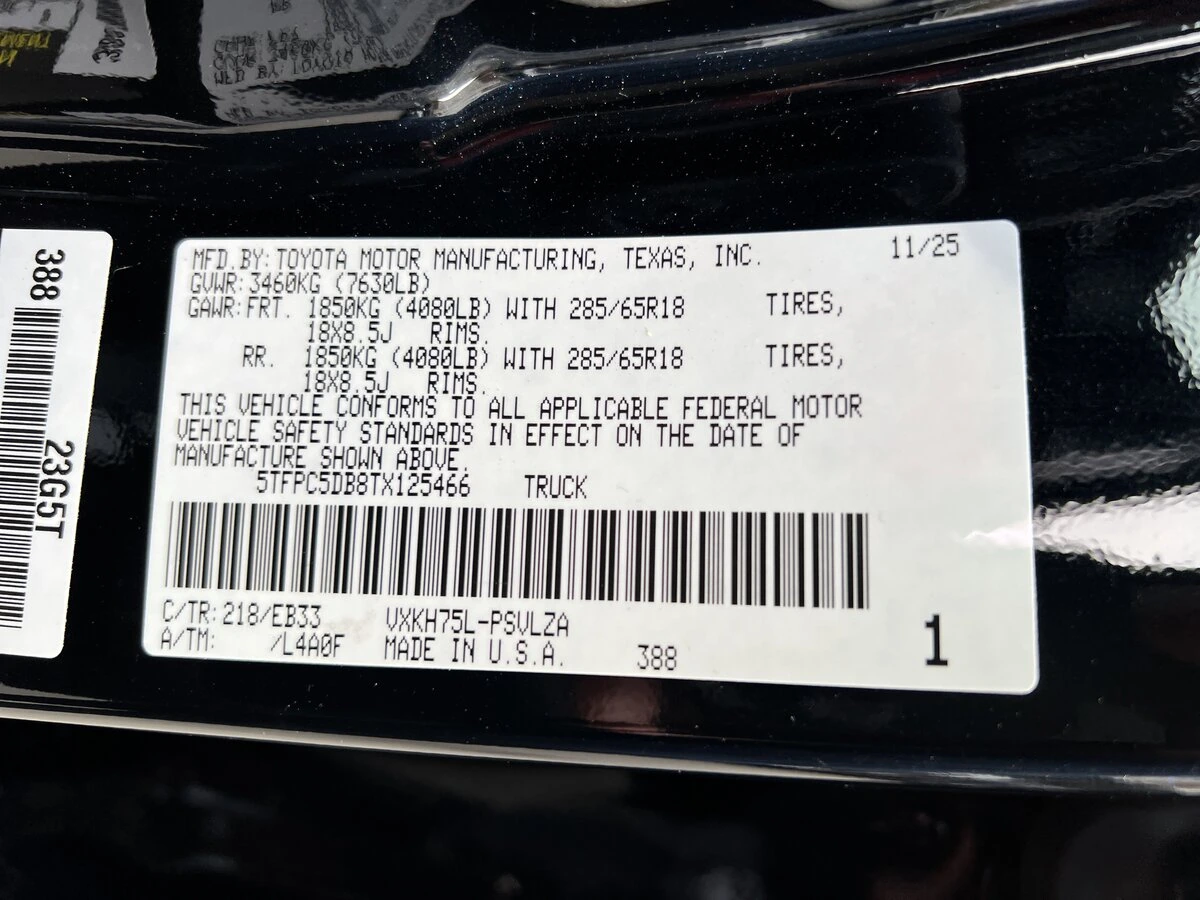 MFD.BY:TOYOTA MOTOR MANUFACTURING, TEXAS, INC. 11/25
GVWR:3460KG (7630LB)
GAWR:FRT. 1850KG (4080LB) WITH 285/65R18 TIRES,
18X8.5J RIMS.
RR. 1850KG (4080LB) WITH 285/65R18 TIRES,
18X8.5J RIMS.
THIS VEHICLE CONFORMS TO ALL APPLICABLE FEDERAL MOTOR
VEHICLE SAFETY STANDARDS IN EFFECT ON THE DATE OF
MANUFACTURE SHOWN ABOVE.
5TFPC5DB8TX125466 TRUCK
C/TR:218/EB33 VXKH75L-PSVLZA
A/TM: /L4A0F MADE IN U.S.A. 388
1
388
23G5T